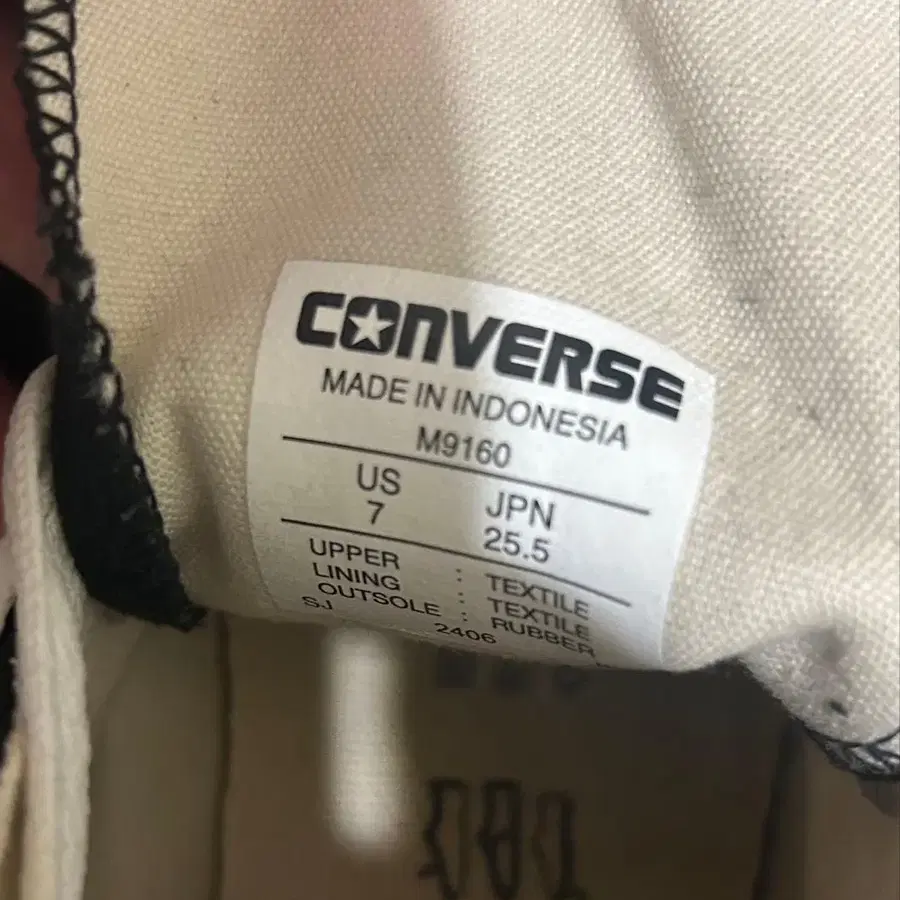 CONVERSE
MADE IN INDONESIA
M9160
US JPN
7 25.5
UPPER : TEXTILE
LINING : TEXTILE
OUTSOLE : RUBBER
SJ 2406